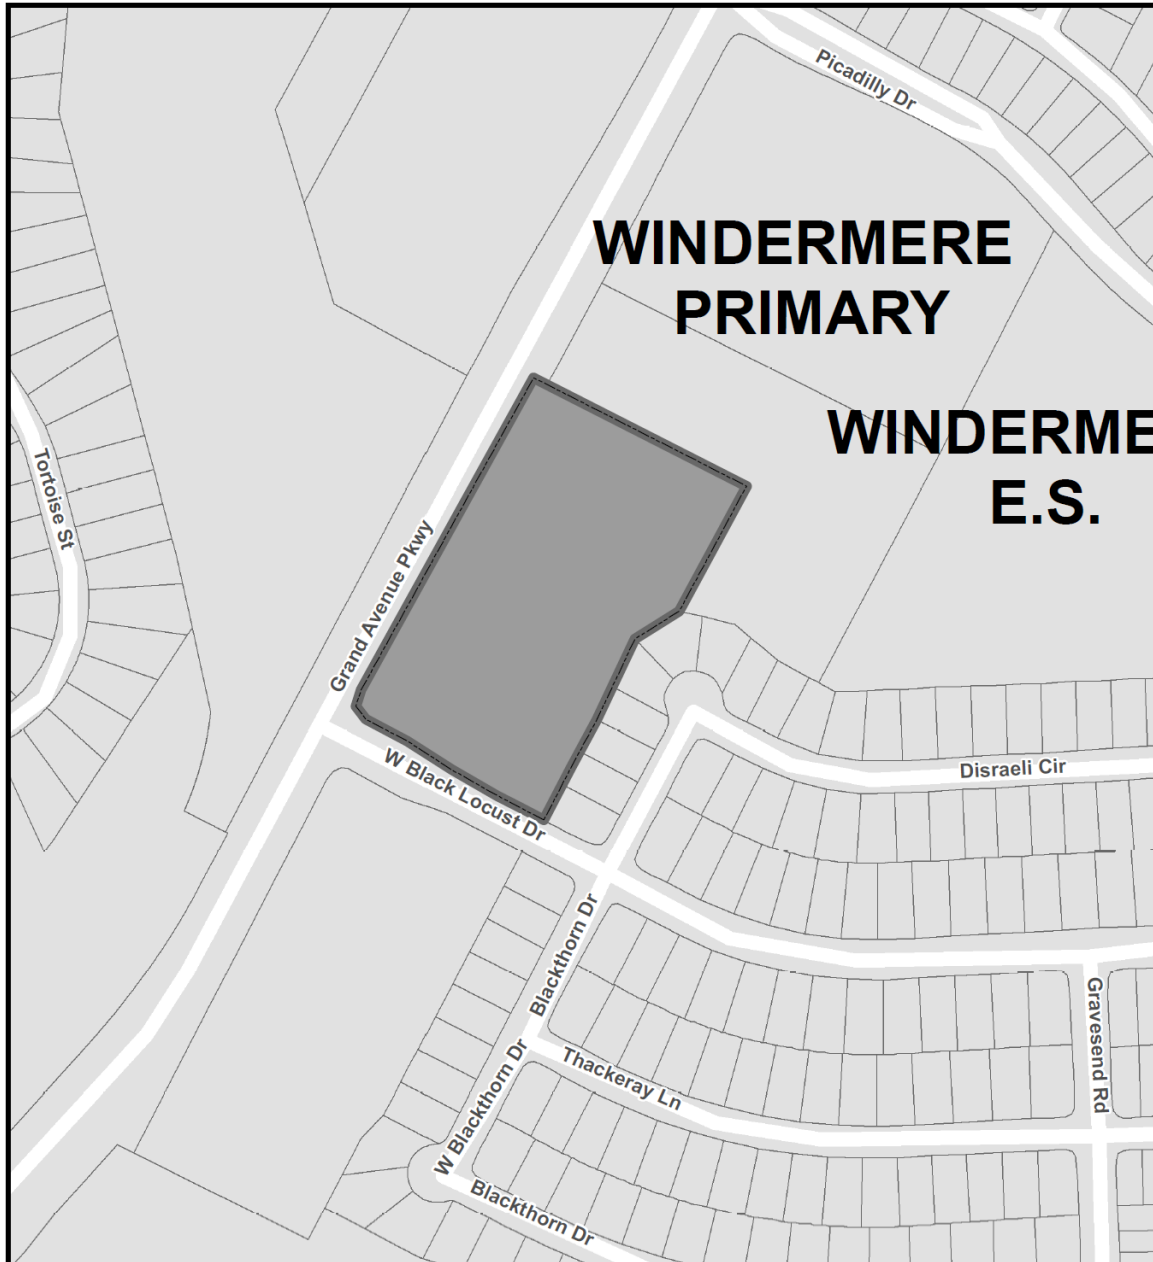 Picadilly Dr
WINDERMERE
PRIMARY
WINDERME
E.S.
Tortoise St
Grand Avenue Pkwy
W Black Locust Dr
Disraeli Cir
Blackthorn Dr
Gravesend Rd
Thackeray Ln
W Blackthorn Dr
Blackthorn Dr